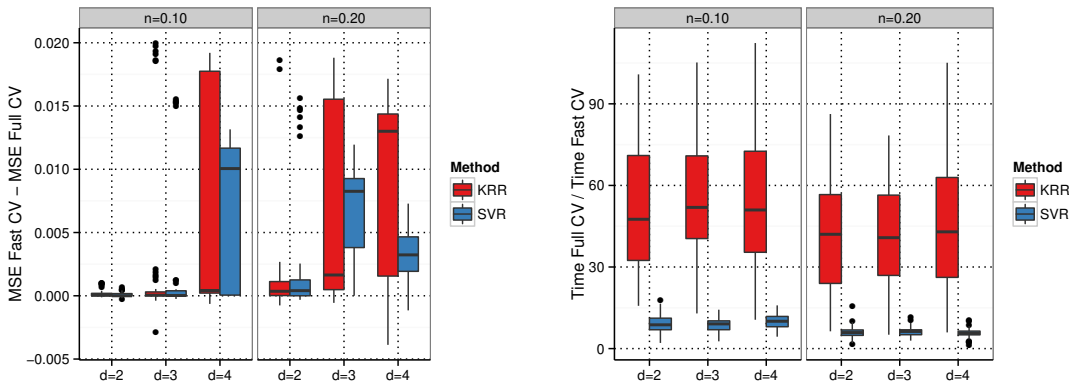 n=0.10
n=0.20
MSE Fast CV − MSE Full CV
0.020
0.015
0.010
0.005
0.000
−0.005
d=2
d=3
d=4
d=2
d=3
d=4
Method
KRR
SVR
n=0.10
n=0.20
Time Full CV / Time Fast CV
90
60
30
0
d=2
d=3
d=4
d=2
d=3
d=4
Method
KRR
SVR